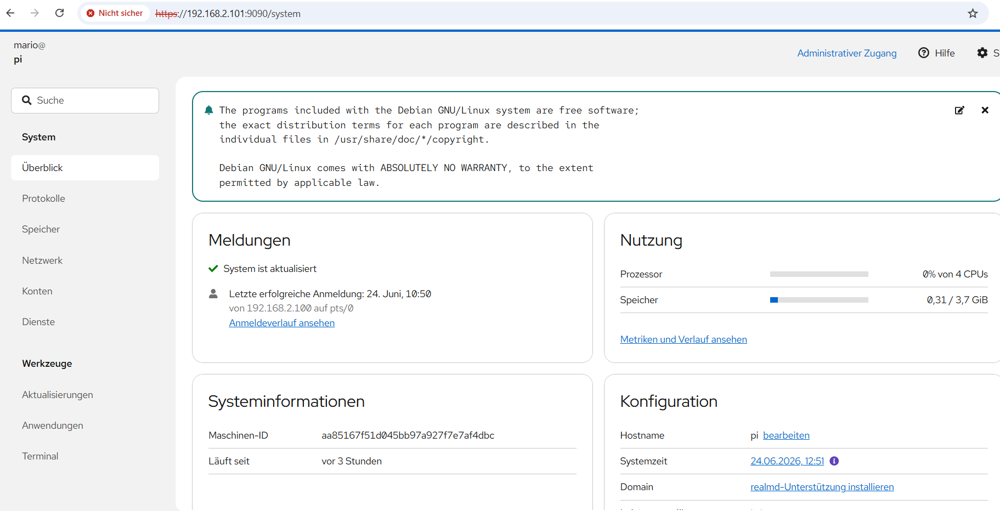 Nicht sicher
https://192.168.2.101:9090/system
mario@
pi
Administrativer Zugang
Hilfe
S
Suche
System
Überblick
Protokolle
Speicher
Netzwerk
Konten
Dienste
Werkzeuge
Aktualisierungen
Anwendungen
Terminal
The programs included with the Debian GNU/Linux system are free software;
the exact distribution terms for each program are described in the
individual files in /usr/share/doc/*/copyright.
Debian GNU/Linux comes with ABSOLUTELY NO WARRANTY, to the extent
permitted by applicable law.
Meldungen
System ist aktualisiert
Letzte erfolgreiche Anmeldung: 24. Juni, 10:50
von 192.168.2.100 auf pts/0
Anmeldeverlauf ansehen
Nutzung
Prozessor 0% von 4 CPUs
Speicher 0,31 / 3,7 GiB
Metriken und Verlauf ansehen
Systeminformationen
Maschinen-ID aa85167f51d045bb97a927f7e7af4dbc
Läuft seit vor 3 Stunden
Konfiguration
Hostname pi bearbeiten
Systemzeit 24.06.2026, 12:51
Domain realmd-Unterstützung installieren